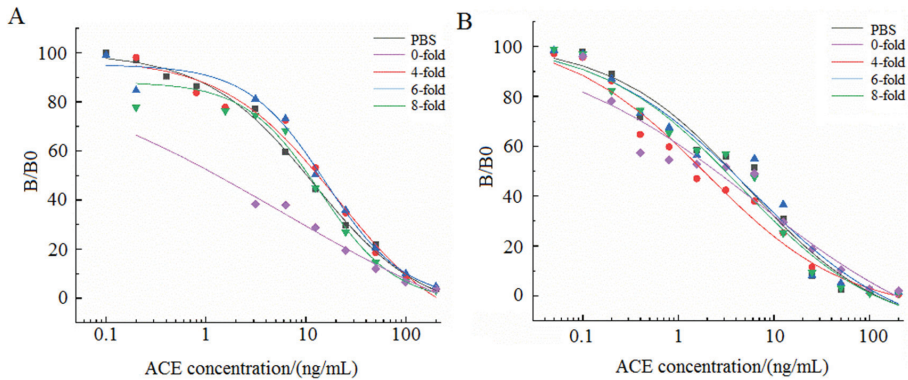 A
B/B0
100
80
60
40
20
0
0.1
1
10
100
ACE concentration/(ng/mL)
PBS
0-fold
4-fold
6-fold
8-fold
B
B/B0
100
80
60
40
20
0
0.1
1
10
100
ACE concentration/(ng/mL)
PBS
0-fold
4-fold
6-fold
8-fold